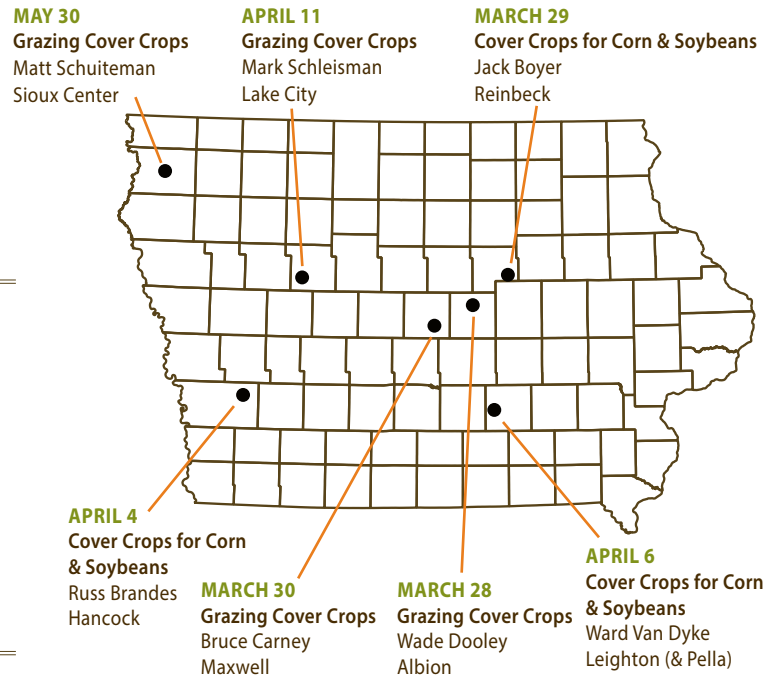 MAY 30
Grazing Cover Crops
Matt Schuiteman
Sioux Center
APRIL 11
Grazing Cover Crops
Mark Schleisman
Lake City
MARCH 29
Cover Crops for Corn & Soybeans
Jack Boyer
Reinbeck
APRIL 4
Cover Crops for Corn
& Soybeans
Russ Brandes
Hancock
MARCH 30
Grazing Cover Crops
Bruce Carney
Maxwell
MARCH 28
Grazing Cover Crops
Wade Dooley
Albion
APRIL 6
Cover Crops for Corn
& Soybeans
Ward Van Dyke
Leighton (& Pella)